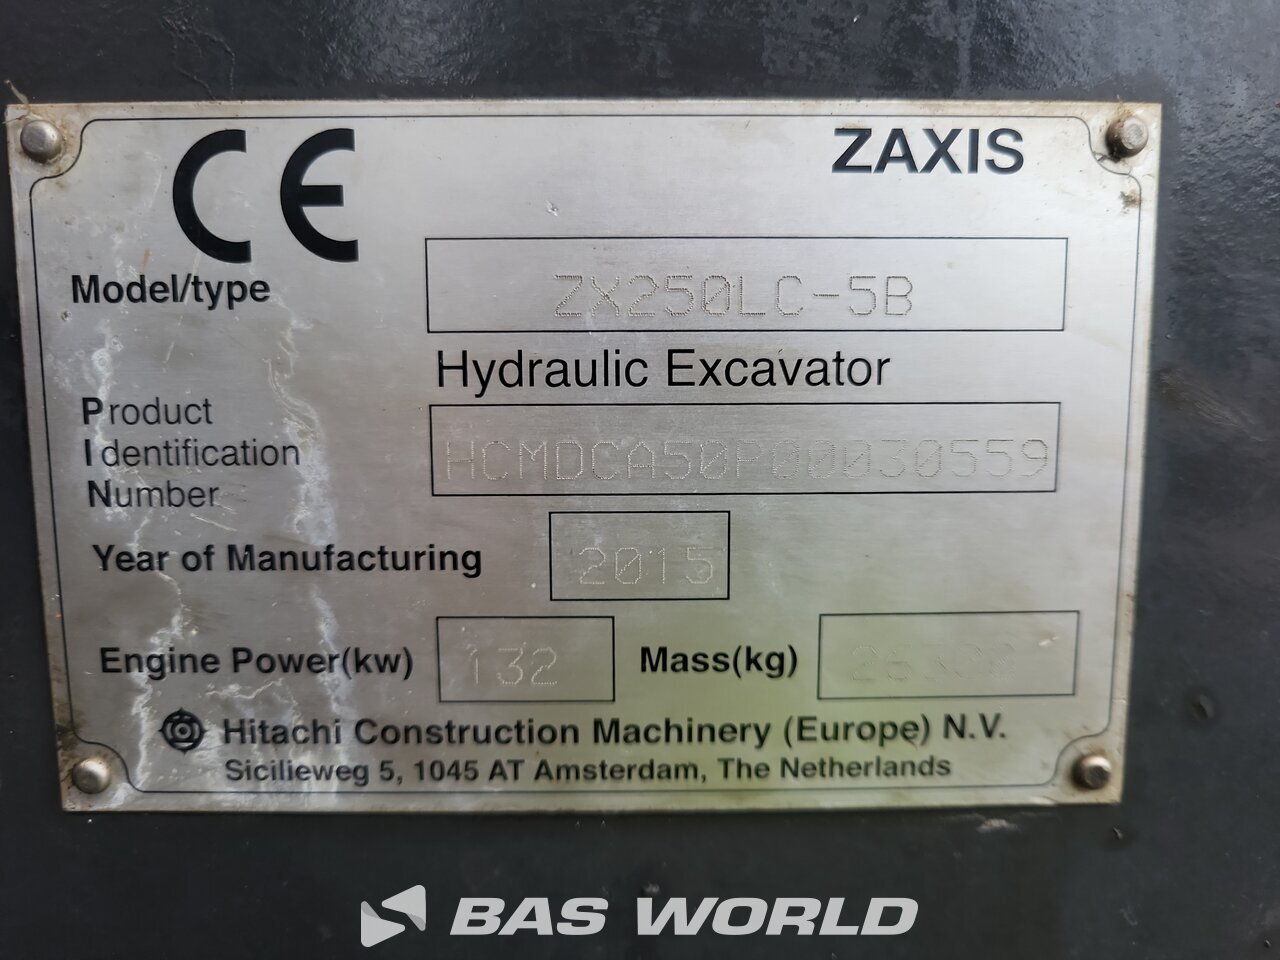 CE
ZAXIS
Model/type ZX250LC-5B
Hydraulic Excavator
Product
Identification HCMDCA50P00030559
Number
Year of Manufacturing 2015
Engine Power(kw) 132 Mass(kg)
Hitachi Construction Machinery (Europe) N.V.
Sicilieweg 5, 1045 AT Amsterdam, The Netherlands
BAS WORLD